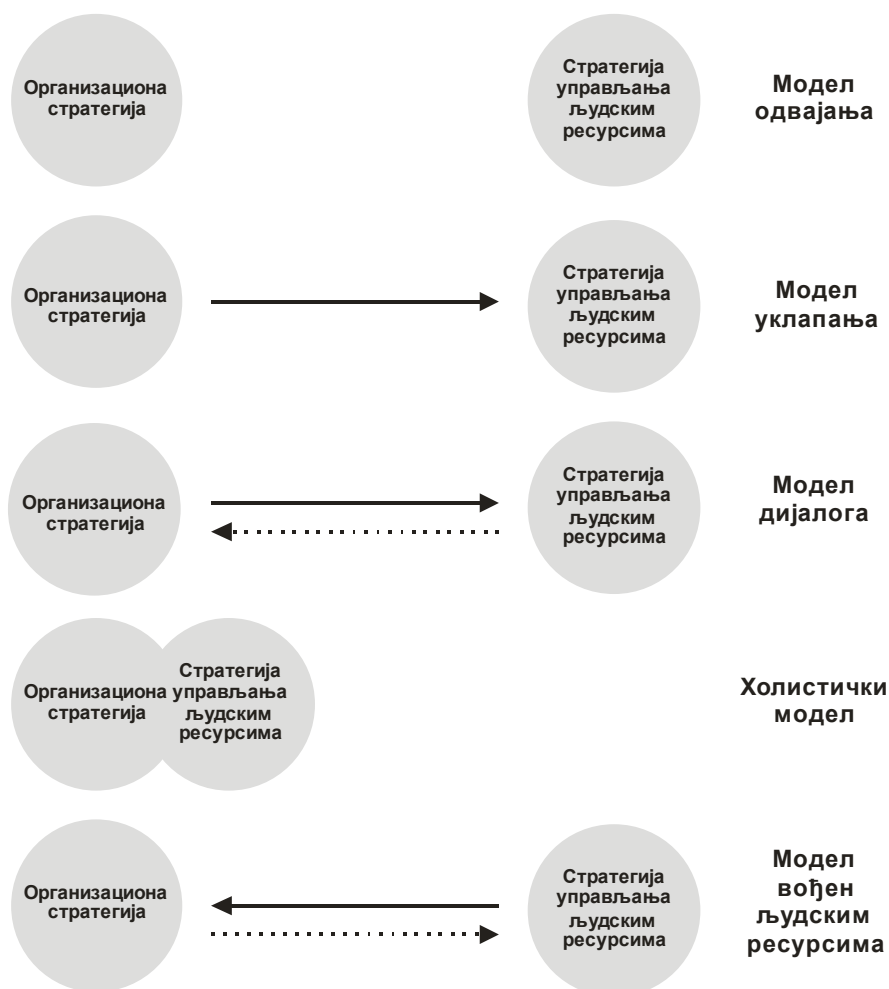 Организациона
стратегија
Стратегија
управљања
људским
ресурсима
Модел
одвајања
Организациона
стратегија
Стратегија
управљања
људским
ресурсима
Модел
уклапања
Организациона
стратегија
Стратегија
управљања
људским
ресурсима
Модел
дијалога
Организациона
стратегија
Стратегија
управљања
људским
ресурсима
Холистички
модел
Организациона
стратегија
Стратегија
управљања
људским
ресурсима
Модел
вођен
људским
ресурсима